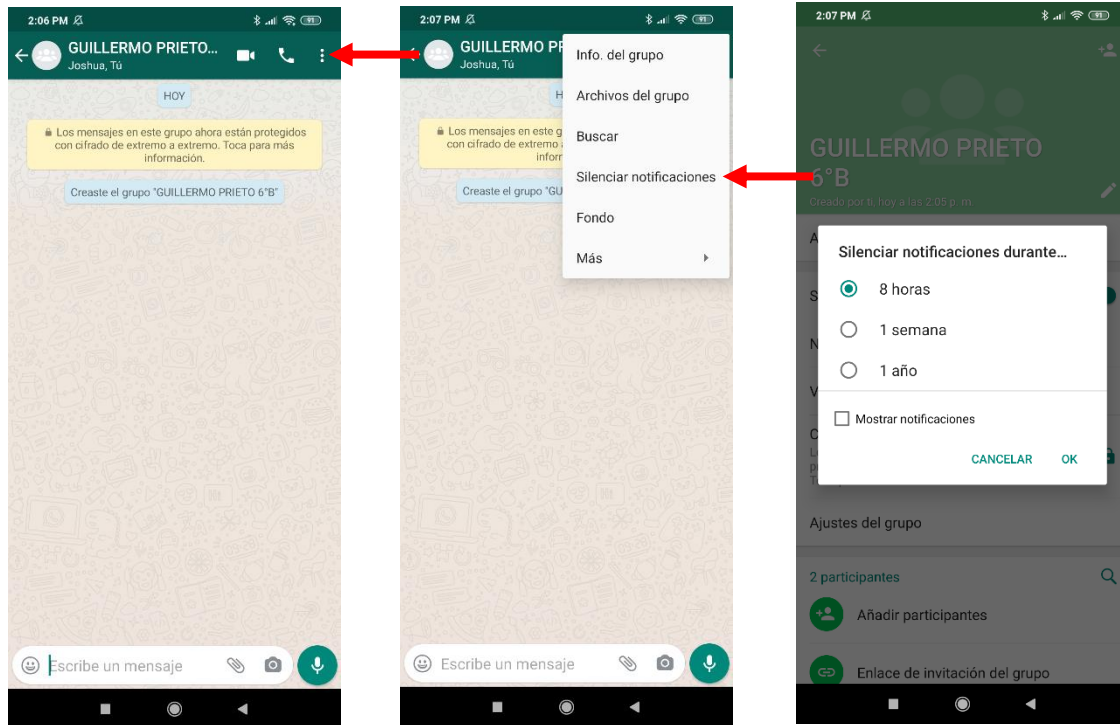 2:06 PM
91
GUILLERMO PRIETO...
Joshua, Tú
HOY
Los mensajes en este grupo ahora están protegidos
con cifrado de extremo a extremo. Toca para más
información.
Creaste el grupo "GUILLERMO PRIETO 6°B"
Escribe un mensaje
2:07 PM
91
GUILLERMO PR
Joshua, Tú
H
Los mensajes en este g
con cifrado de extremo a
inforr
Creaste el grupo "GU
Info. del grupo
Archivos del grupo
Buscar
Silenciar notificaciones
Fondo
Más
Escribe un mensaje
2:07 PM
91
GUILLERMO PRIETO
6°B
Creado por ti, hoy a las 2:05 p. m.
A
Silenciar notificaciones durante...
S
8 horas
N
1 semana
V
1 año
C
Mostrar notificaciones
CANCELAR OK
Ajustes del grupo
2 participantes
Añadir participantes
Enlace de invitación del grupo